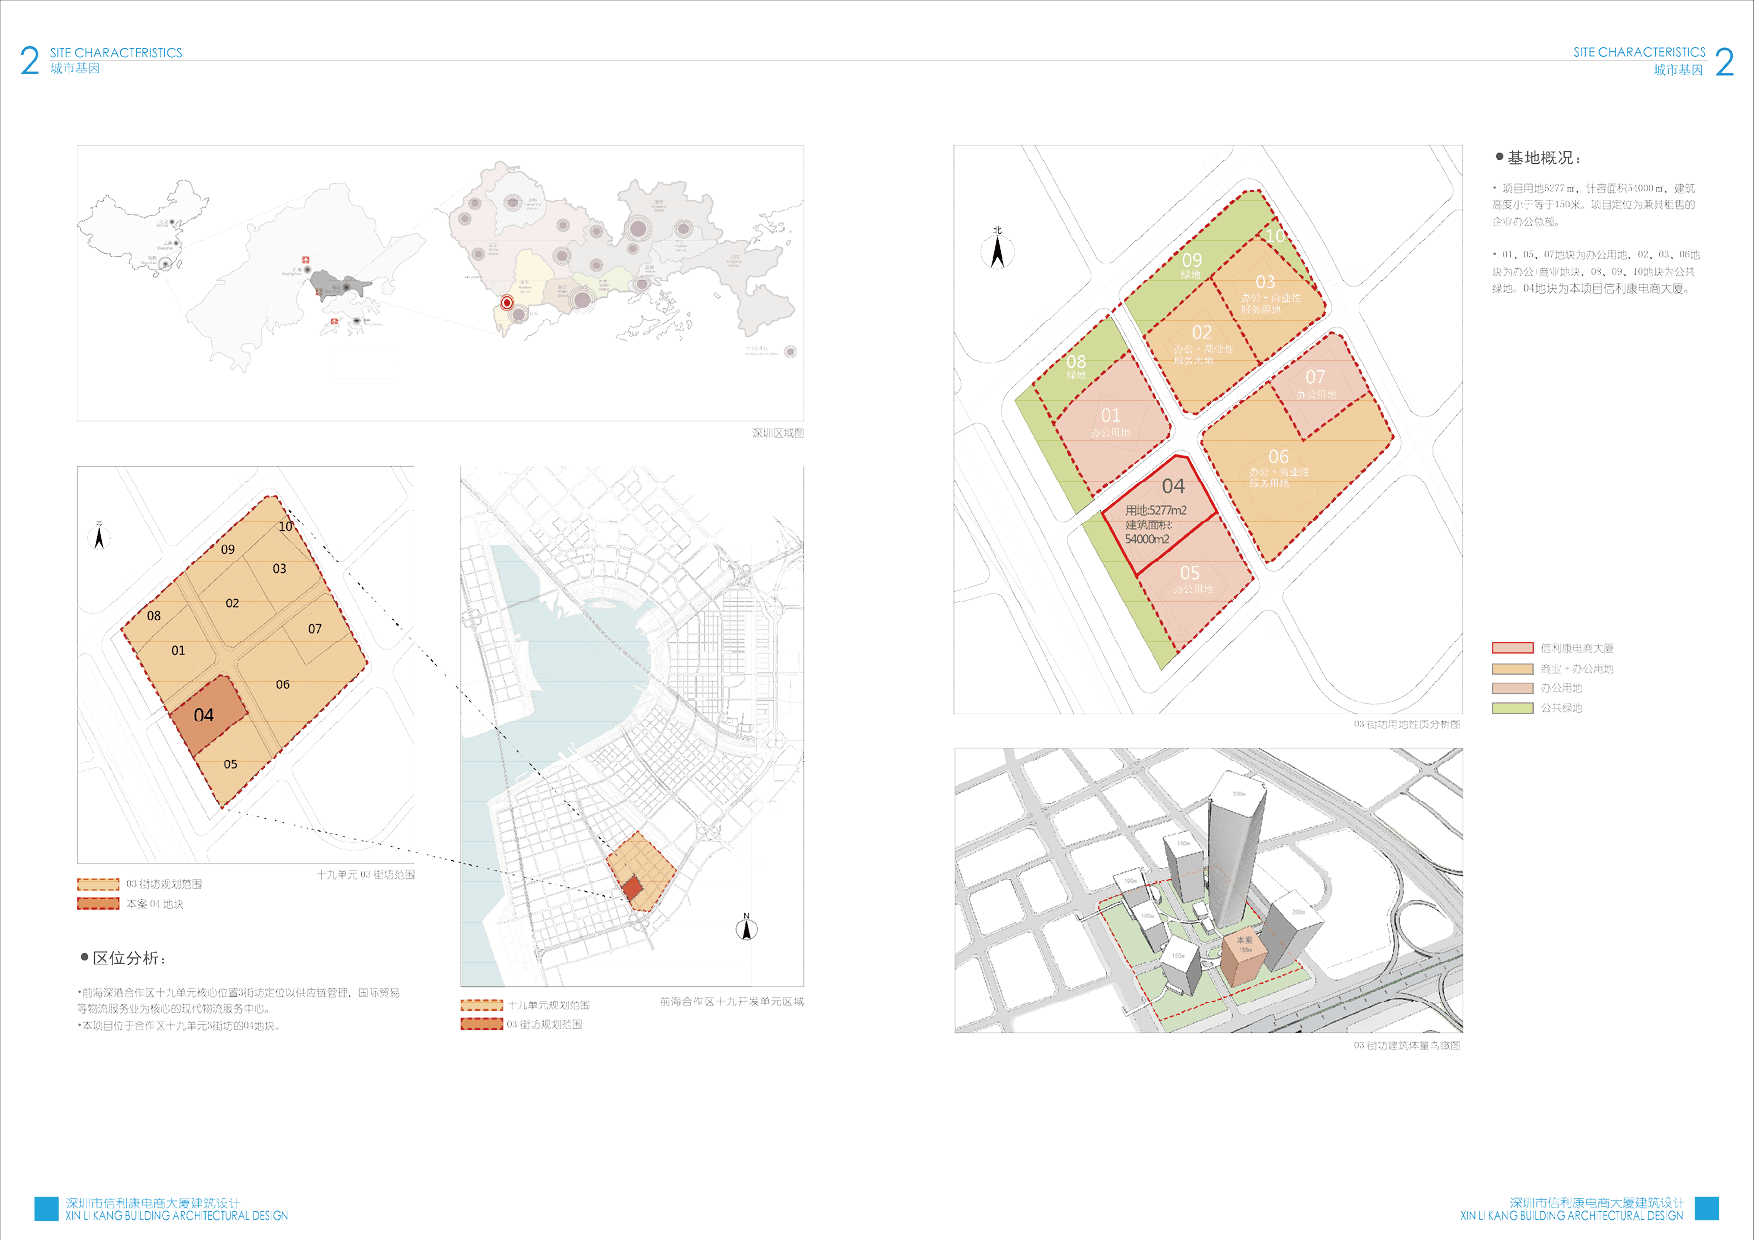 2
SITE CHARACTERISTICS
城市基因
SITE CHARACTERISTICS
城市基因
2
深圳区域图
北
10
09
03
02
08
07
01
06
04
05
十九单元 03 街坊范围
03 街坊规划范围
本案 04 地块
●区位分析：
•前海深港合作区十九单元核心位置3街坊定位以供应链管理，国际贸易
等物流服务业为核心的现代物流服务中心。
•本项目位于合作区十九单元3街坊的04地块。
N
前海合作区十九开发单元区域
十九单元规划范围
03 街坊规划范围
北
10
09
绿地
03
办公+商业性
服务用地
02
办公+商业性
服务用地
08
绿地
07
办公用地
01
办公用地
06
办公+商业性
服务用地
04
用地:5277m2
建筑面积:
54000m2
05
办公用地
03 街坊用地性质分析图
●基地概况：
• 项目用地5277㎡，计容面积54000㎡，建筑
高度小于等于150米。项目定位为兼具租售的
企业办公总部。
• 01、05、07地块为办公用地，02、03、06地
块为办公+商业地块，08、09、10地块为公共
绿地。04地块为本项目信利康电商大厦。
信利康电商大厦
商业+办公用地
办公用地
公共绿地
150m
100m
100m
200m
本案
150m
150m
03 街坊建筑体量鸟瞰图
深圳市信利康电商大厦建筑设计
XIN LI KANG BUILDING ARCHITECTURAL DESIGN
深圳市信利康电商大厦建筑设计
XIN LI KANG BUILDING ARCHITECTURAL DESIGN